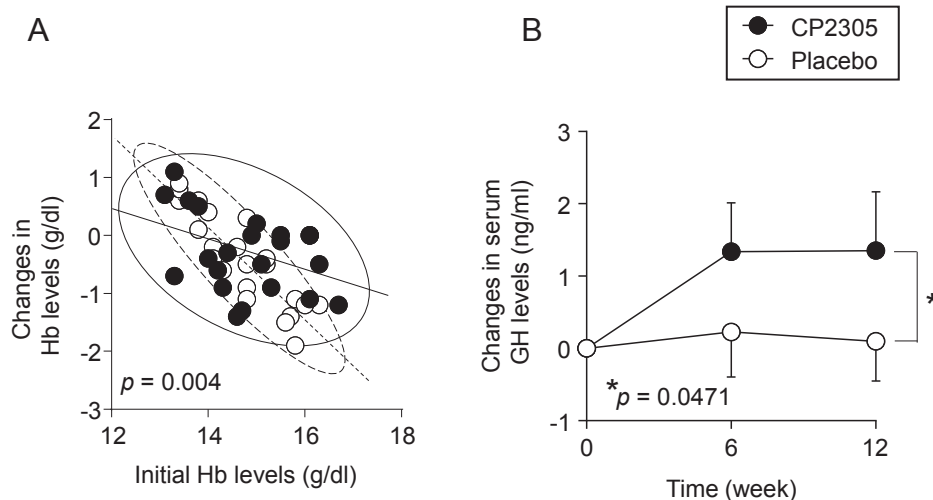 A
B
CP2305
Placebo
2
1
0
-1
-2
-3
Changes in
Hb levels (g/dl)
p = 0.004
12
14
16
18
Initial Hb levels (g/dl)
3
2
1
0
-1
Changes in serum
GH levels (ng/ml)
*
*p = 0.0471
0
6
12
Time (week)